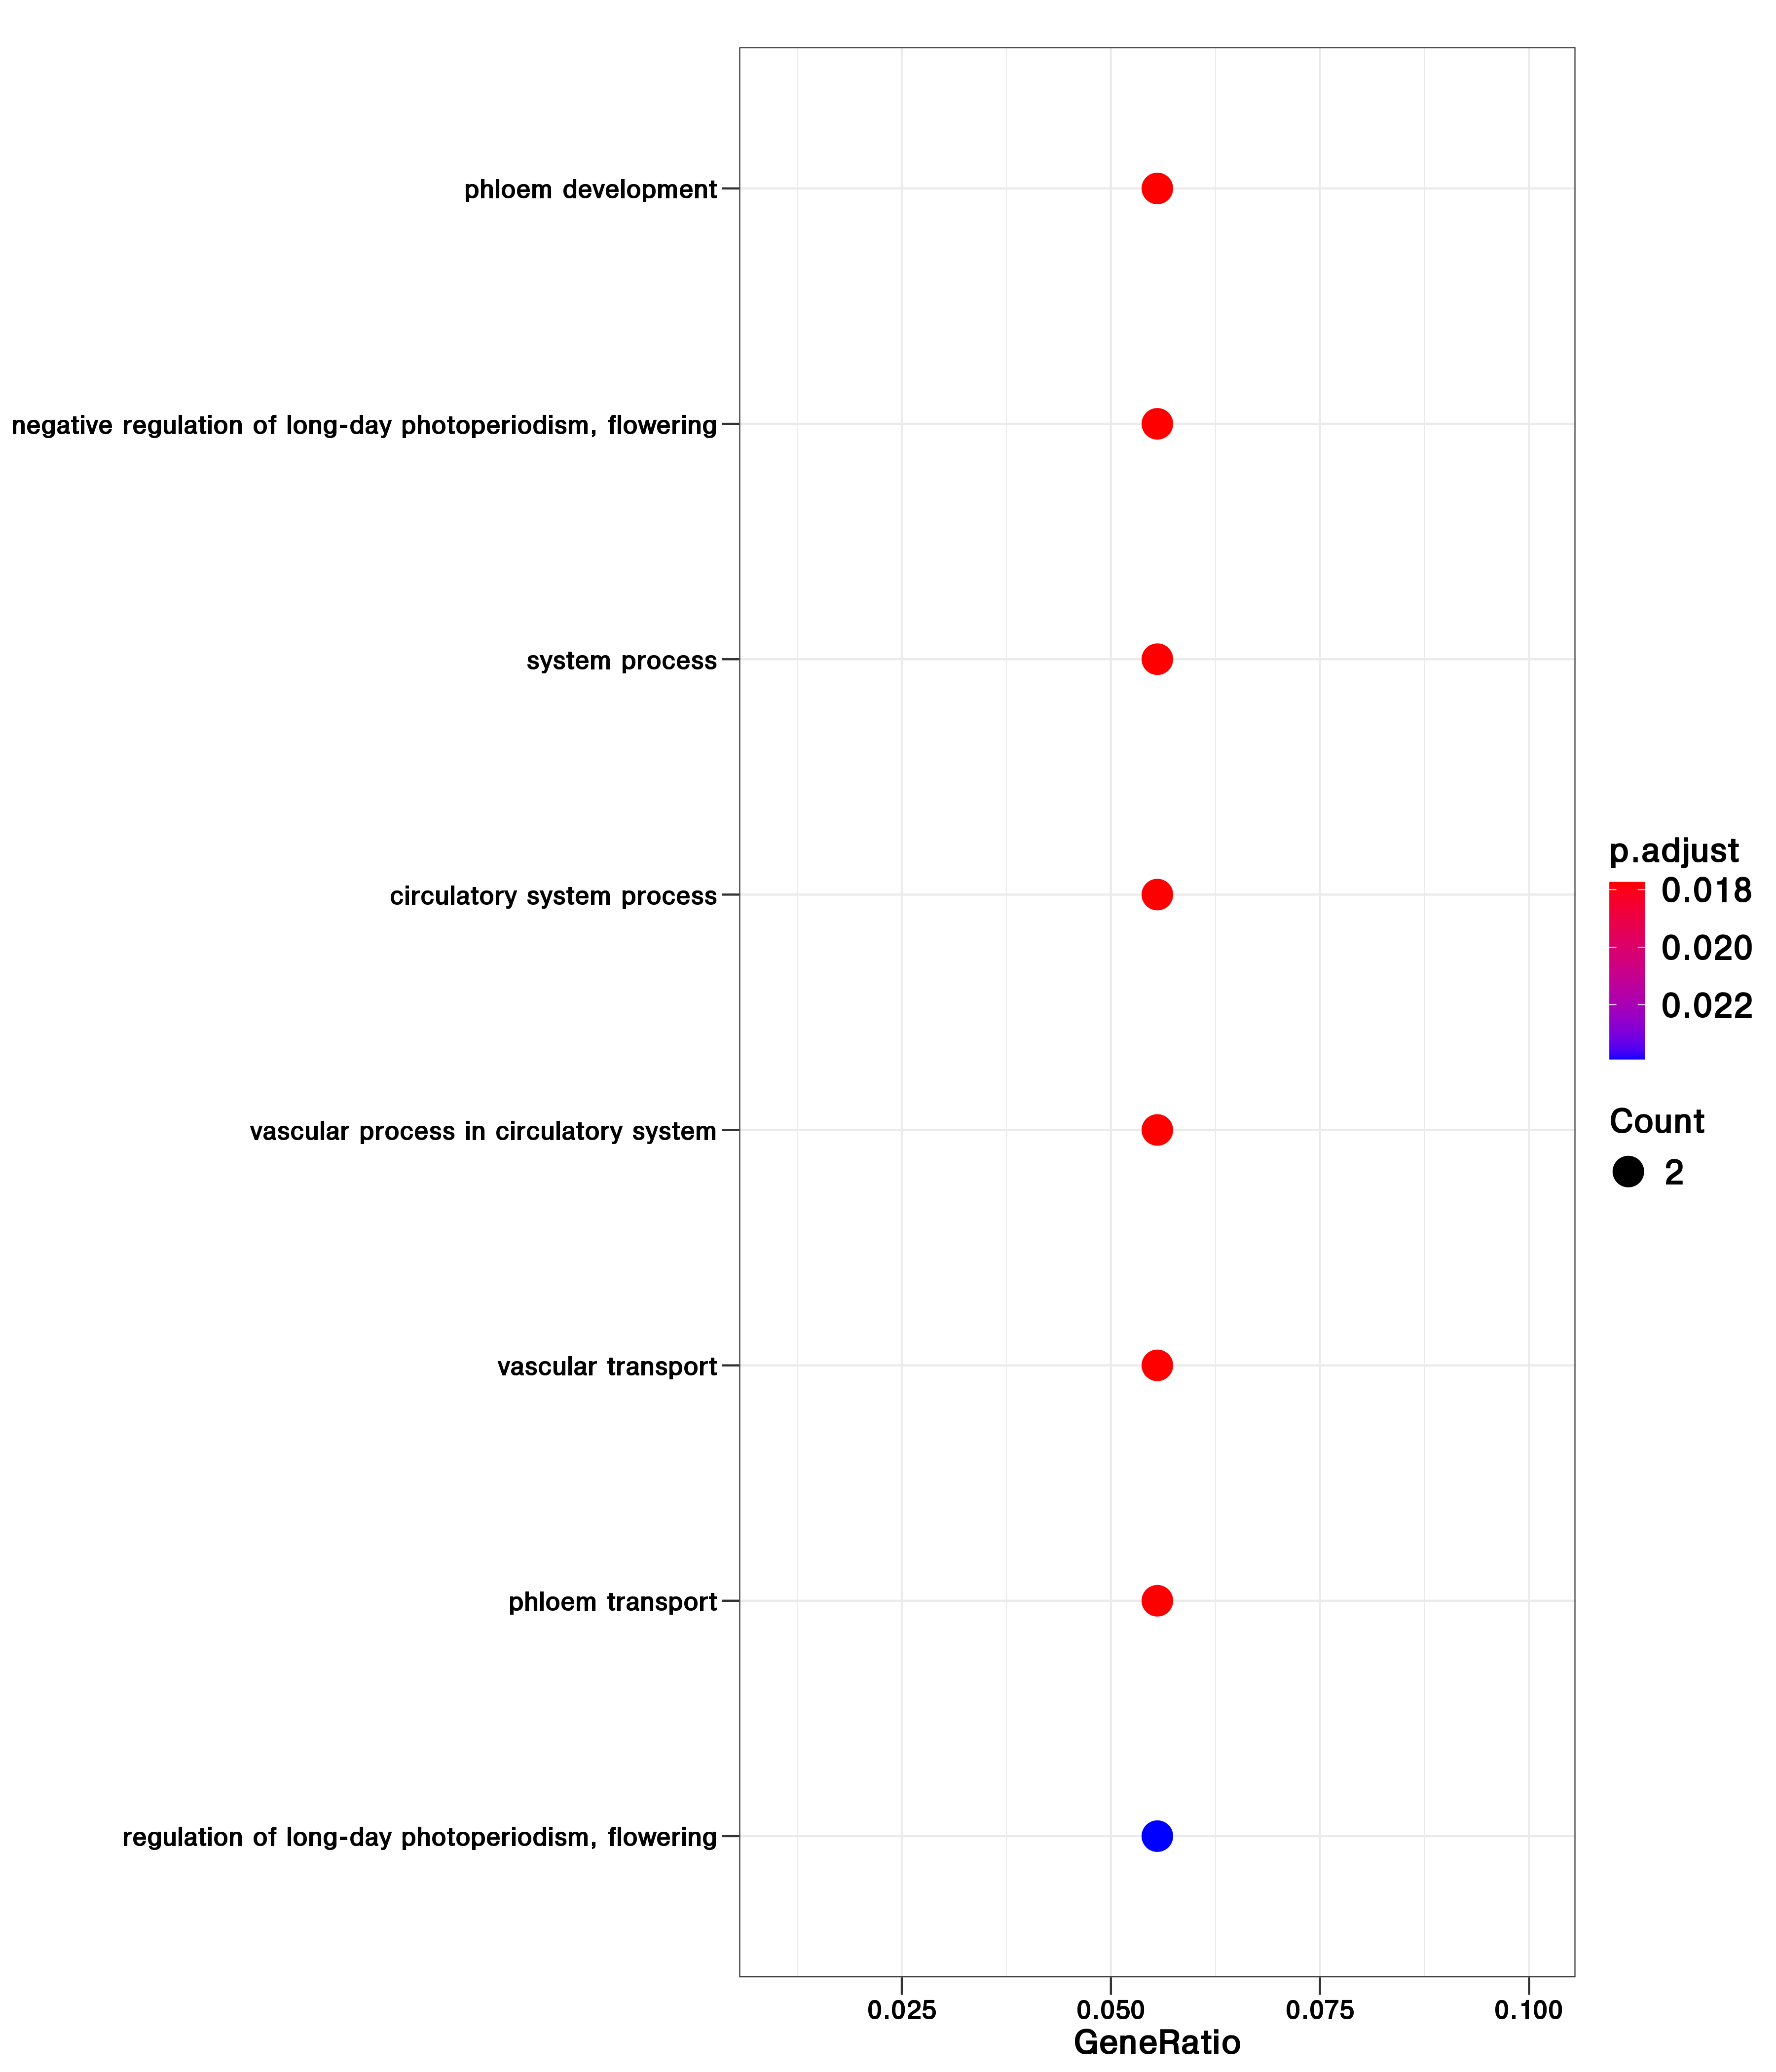 phloem development
negative regulation of long-day photoperiodism, flowering
system process
circulatory system process
vascular process in circulatory system
vascular transport
phloem transport
regulation of long-day photoperiodism, flowering
0.025 0.050 0.075 0.100
GeneRatio
p.adjust
0.018
0.020
0.022
Count
2